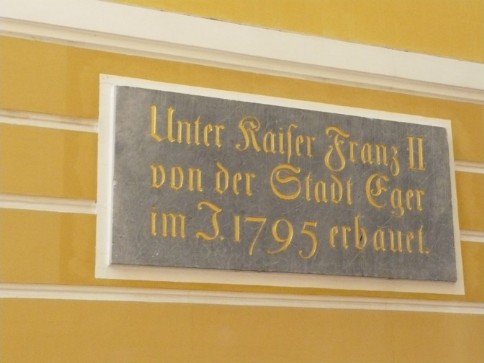 Unter Kaiser Franz II
von der Stadt Eger
im J. 1795 erbauet.